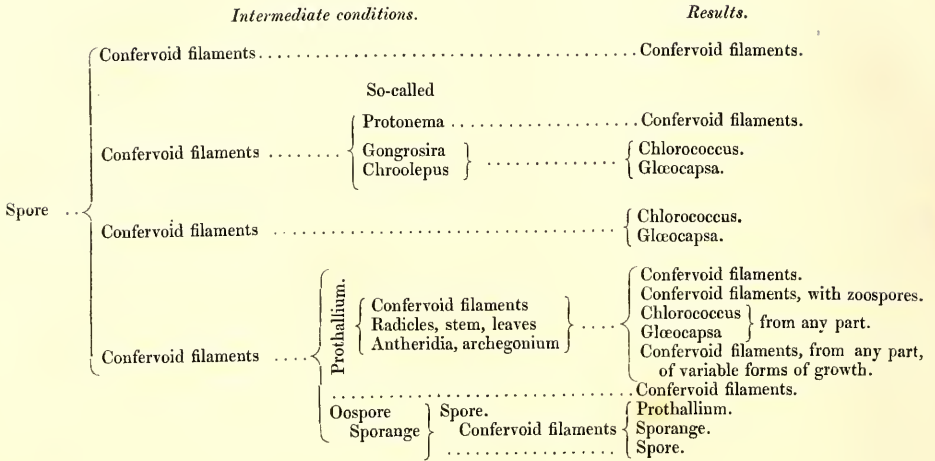 Intermediate conditions. Results.
Confervoid filaments ........ Confervoid filaments.
So-called
Protonema ........ Confervoid filaments.
Confervoid filaments ........ Gongrosira ........ Chlorococcus.
Chroolepus Glœocapsa.
Spore ..
Confervoid filaments ........ Chlorococcus.
Glœocapsa.
Confervoid filaments ....
Prothallium.
Confervoid filaments
Radicles, stem, leaves
Antheridia, archegonium ....
Confervoid filaments.
Confervoid filaments, with zoospores.
Chlorococcus
Glœocapsa from any part.
Confervoid filaments, from any part,
of variable forms of growth.
........ Confervoid filaments.
Oospore Spore. Prothallinm.
Sporange Confervoid filaments Sporange.
........ Spore.